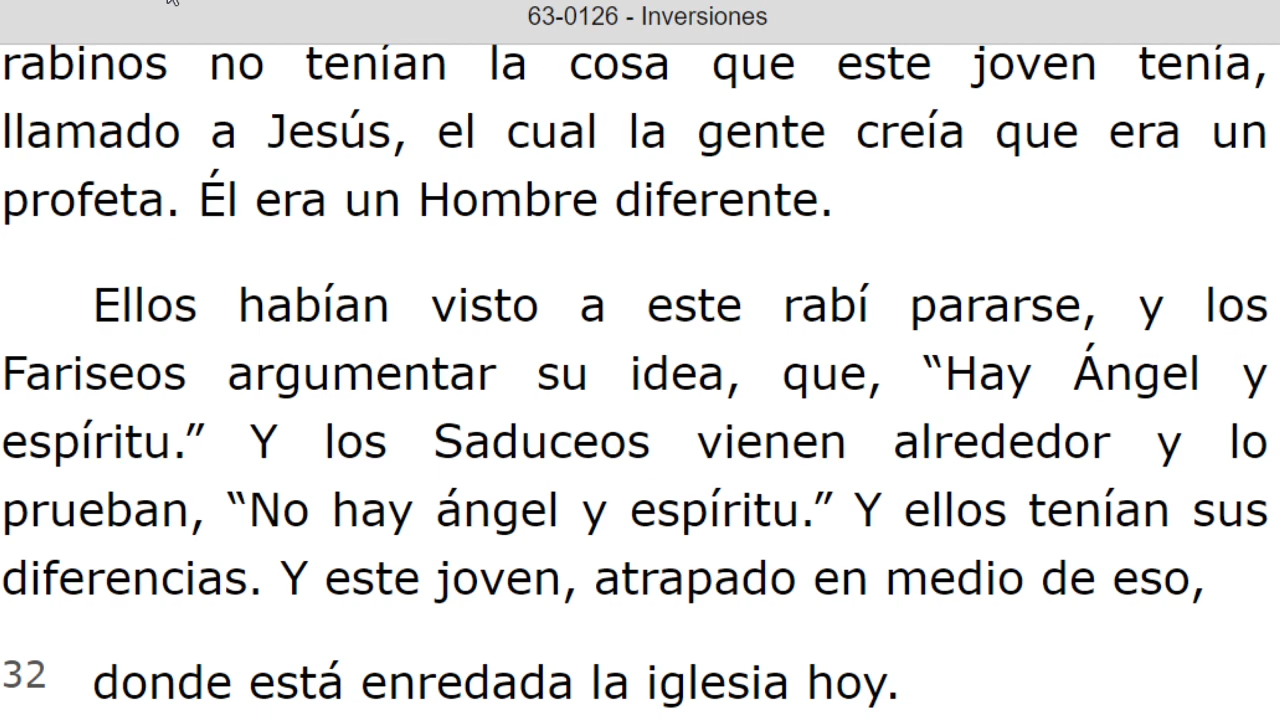 63-0126 - Inversiones
rabinos no tenían la cosa que este joven tenía,
llamado a Jesús, el cual la gente creía que era un
profeta. Él era un Hombre diferente.
Ellos habían visto a este rabí pararse, y los
Fariseos argumentar su idea, que, “Hay Ángel y
espíritu.” Y los Saduceos vienen alrededor y lo
prueban, “No hay ángel y espíritu.” Y ellos tenían sus
diferencias. Y este joven, atrapado en medio de eso,
32 donde está enredada la iglesia hoy.